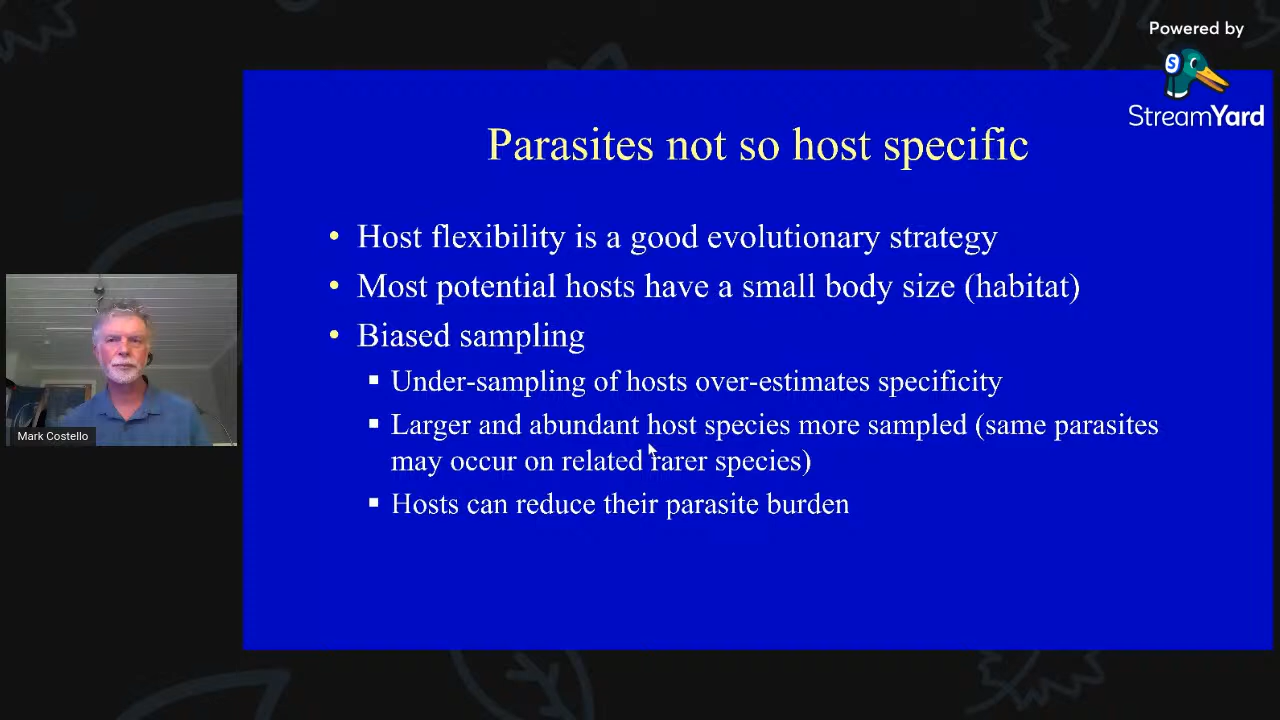 Powered by
S
StreamYard
Parasites not so host specific
• Host flexibility is a good evolutionary strategy
• Most potential hosts have a small body size (habitat)
• Biased sampling
▪ Under-sampling of hosts over-estimates specificity
▪ Larger and abundant host species more sampled (same parasites
may occur on related rarer species)
▪ Hosts can reduce their parasite burden
Mark Costello